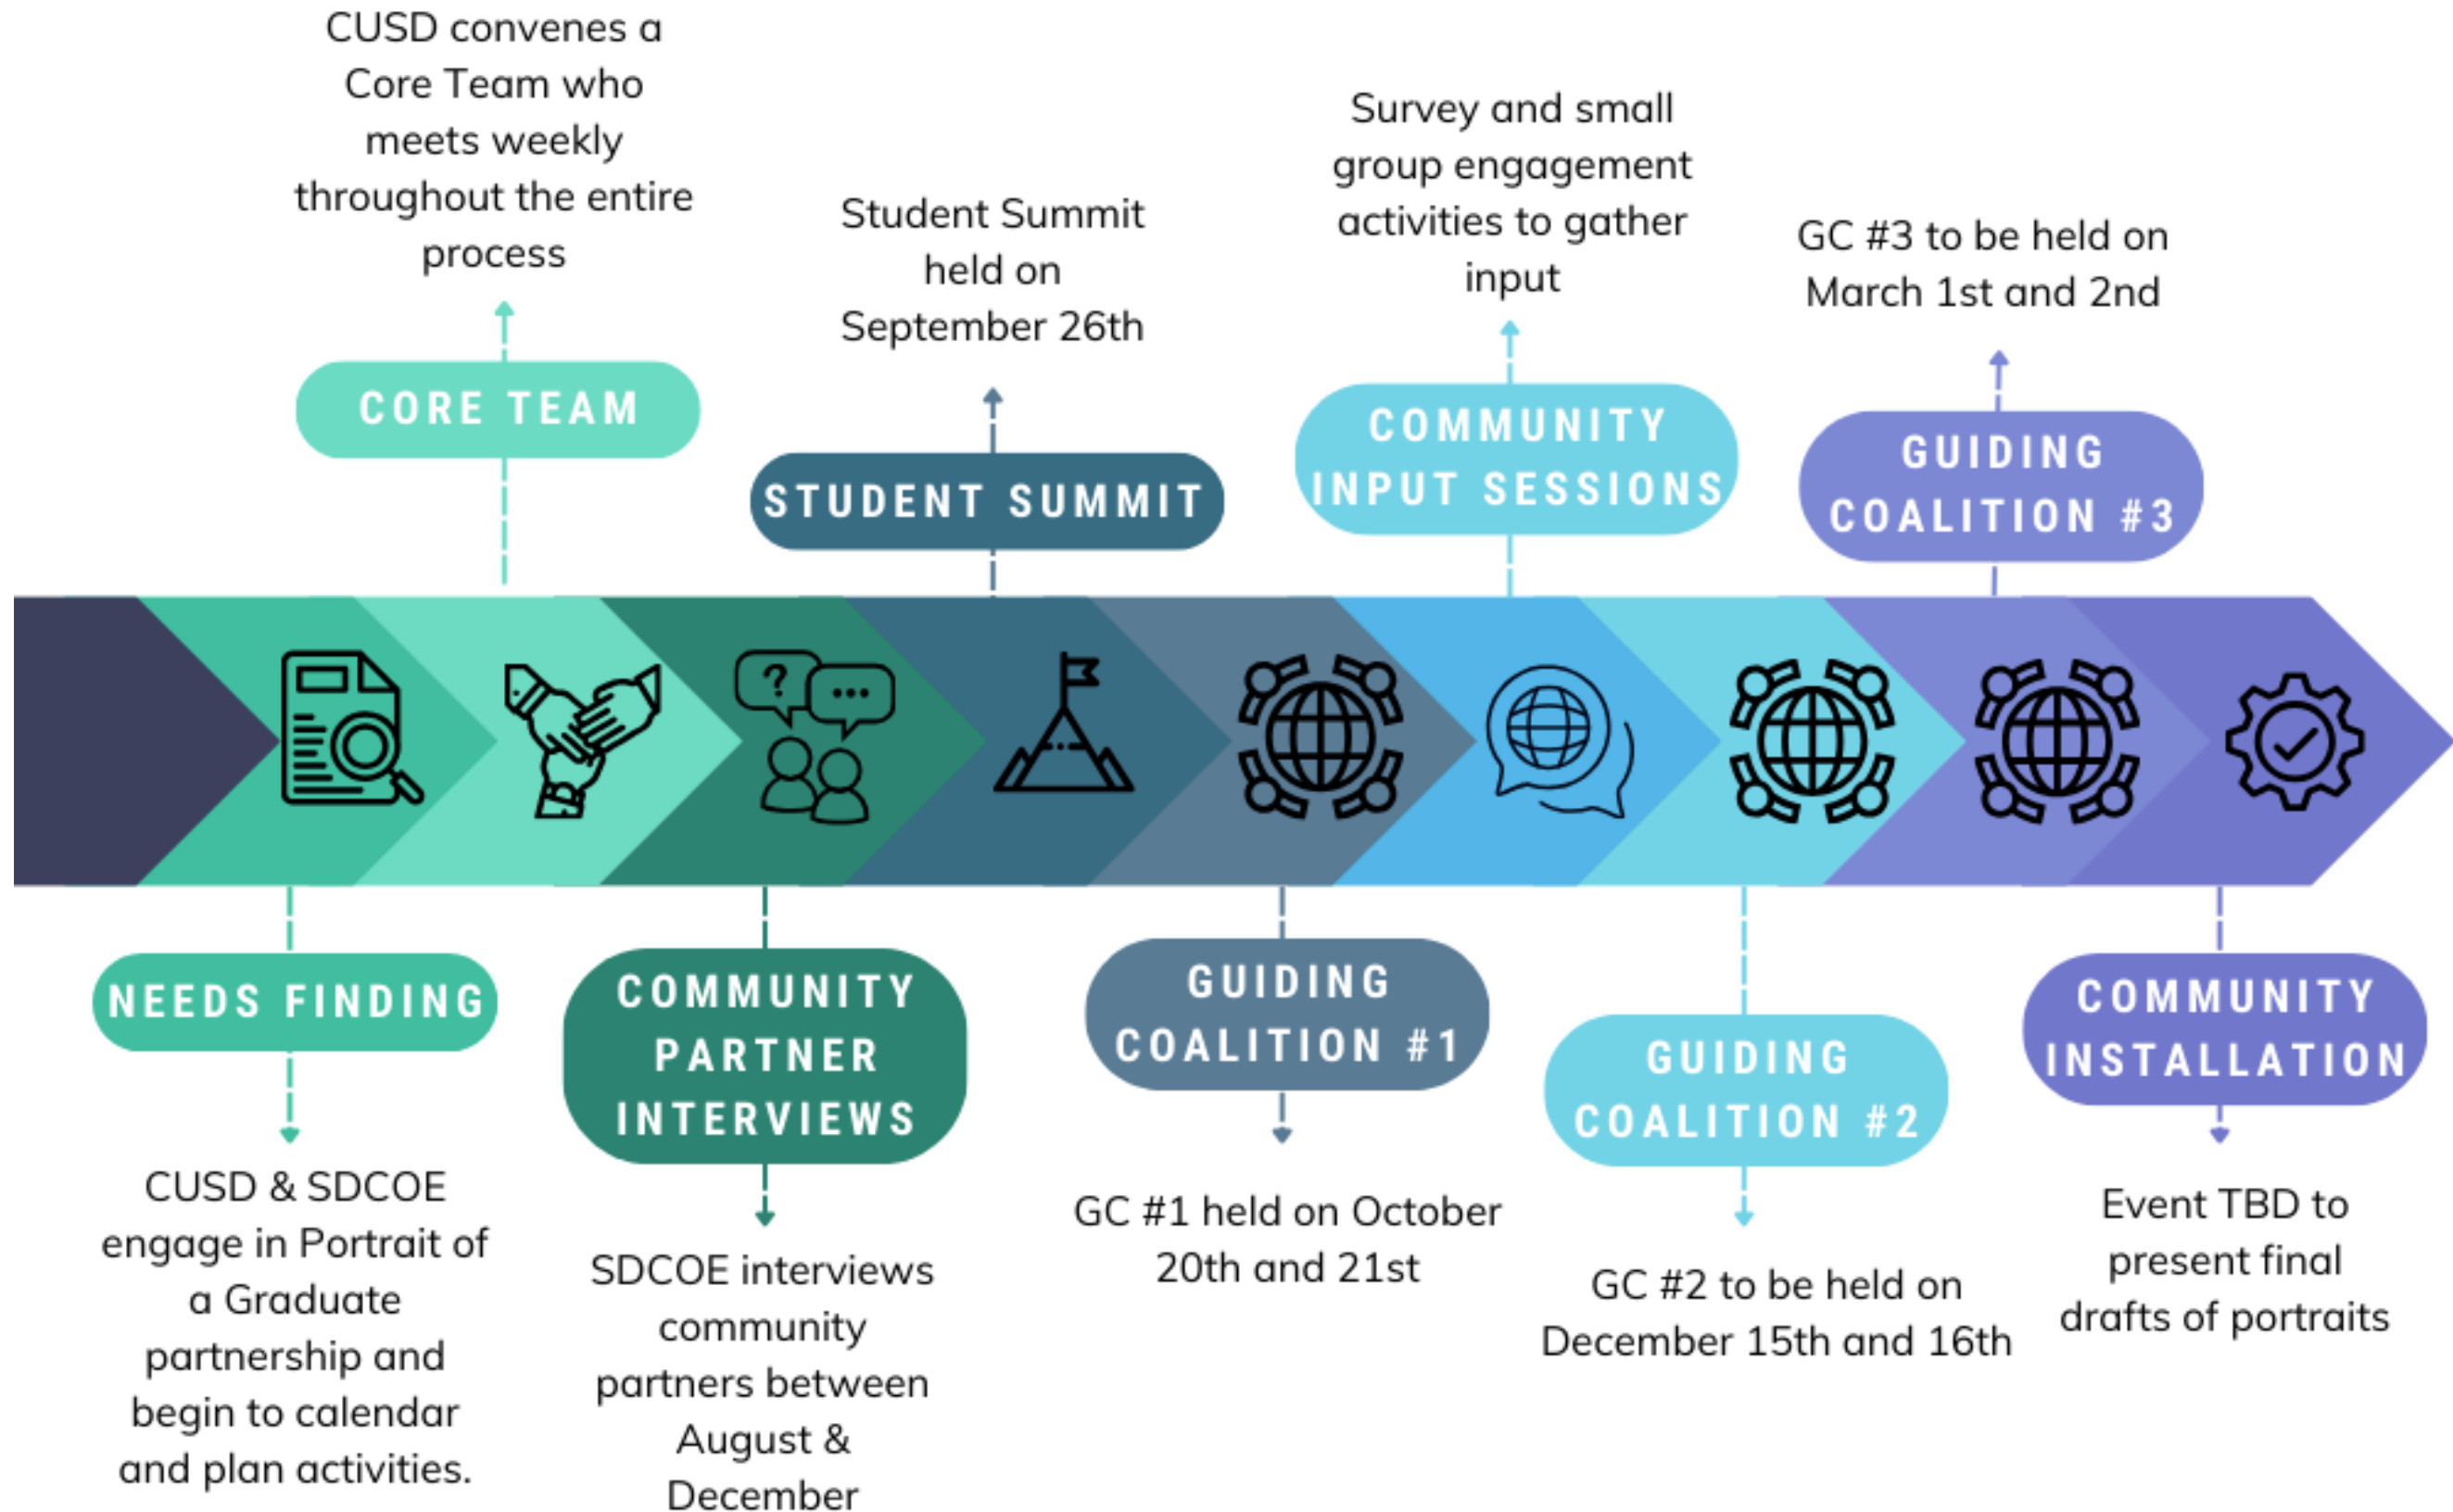 CUSD convenes a
Core Team who
meets weekly
throughout the entire
process
CORE TEAM
Student Summit
held on
September 26th
STUDENT SUMMIT
Survey and small
group engagement
activities to gather
input
COMMUNITY
INPUT SESSIONS
GC #3 to be held on
March 1st and 2nd
GUIDING
COALITION #3
?
NEEDS FINDING
CUSD & SDCOE
engage in Portrait of
a Graduate
partnership and
begin to calendar
and plan activities.
COMMUNITY
PARTNER
INTERVIEWS
SDCOE interviews
community
partners between
August &
December
GUIDING
COALITION #1
GC #1 held on October
20th and 21st
GUIDING
COALITION #2
GC #2 to be held on
December 15th and 16th
COMMUNITY
INSTALLATION
Event TBD to
present final
drafts of portraits